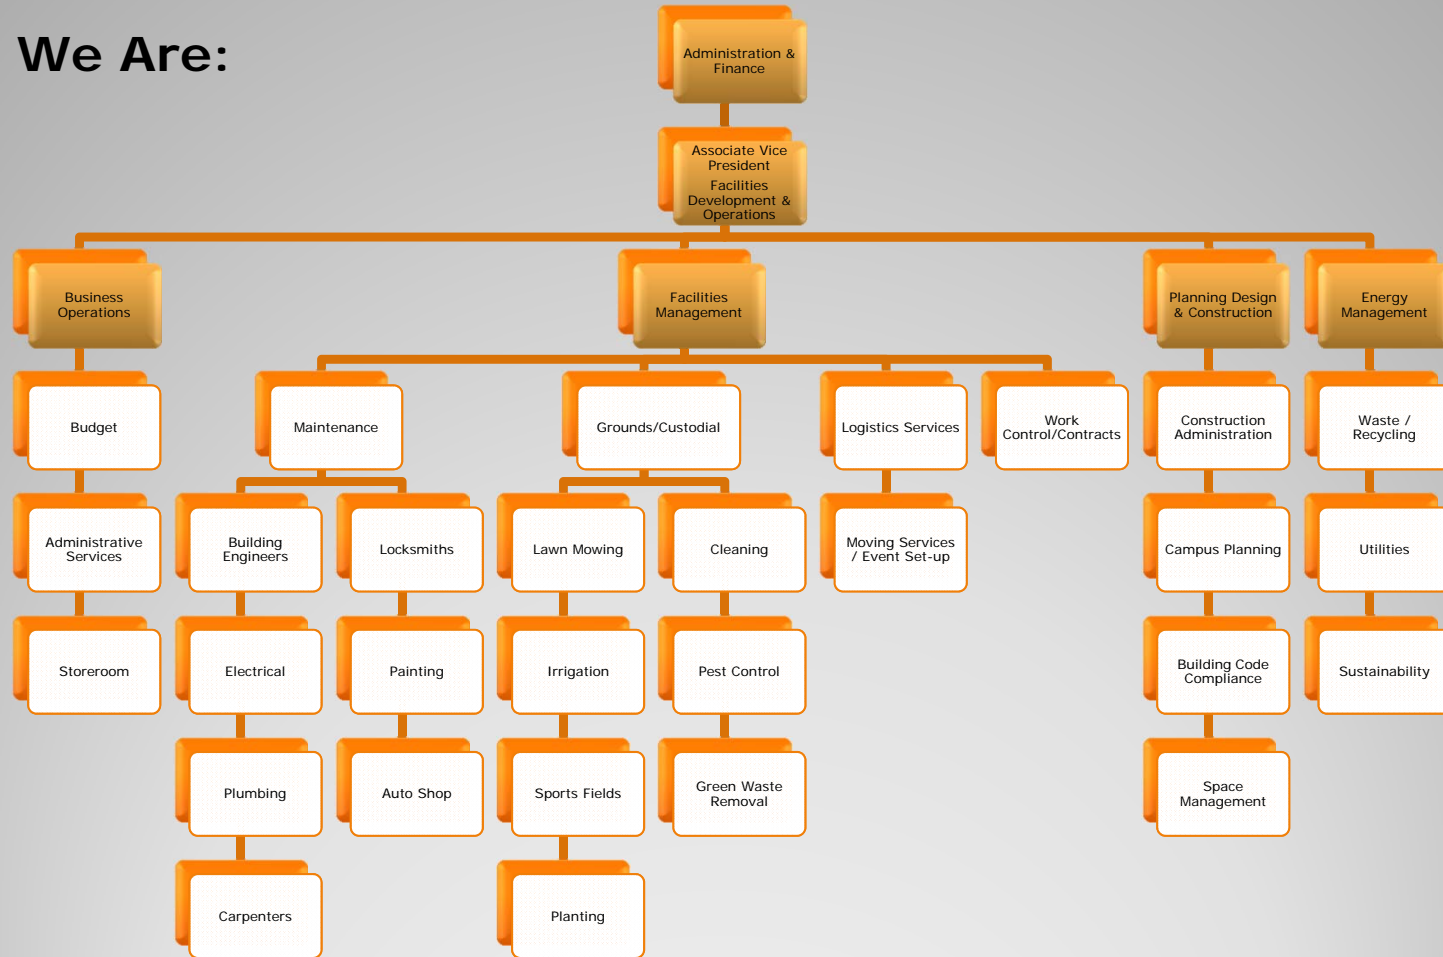 We Are:
Administration &
Finance
Associate Vice
President
Facilities
Development &
Operations
Business
Operations
Facilities
Management
Planning Design
& Construction
Energy
Management
Budget
Maintenance
Grounds/Custodial
Logistics Services
Work
Control/Contracts
Construction
Administration
Waste /
Recycling
Administrative
Services
Building
Engineers
Locksmiths
Lawn Mowing
Cleaning
Moving Services
/ Event Set-up
Campus Planning
Utilities
Storeroom
Electrical
Painting
Irrigation
Pest Control
Building Code
Compliance
Sustainability
Plumbing
Auto Shop
Sports Fields
Green Waste
Removal
Space
Management
Carpenters
Planting